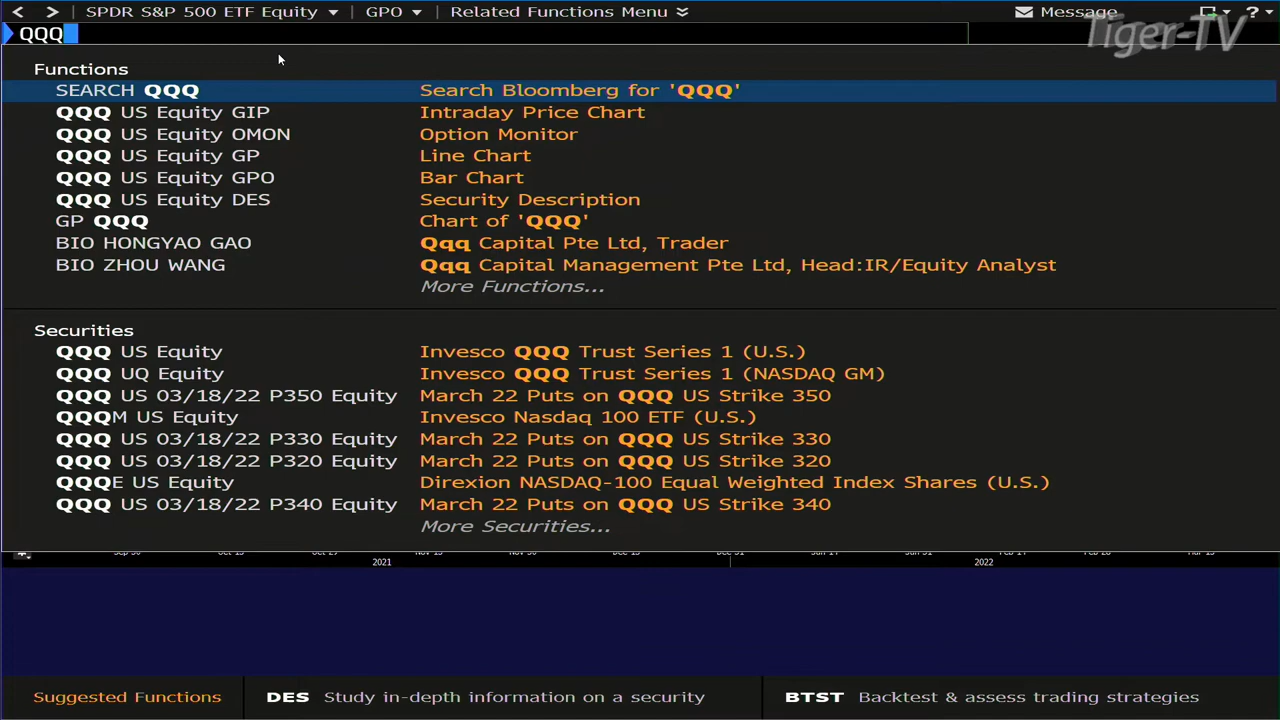 SPDR S&P 500 ETF Equity GPO Related Functions Menu Message ?
Tiger-TV
QQQ
Functions
SEARCH QQQ Search Bloomberg for 'QQQ'
QQQ US Equity GIP Intraday Price Chart
QQQ US Equity OMON Option Monitor
QQQ US Equity GP Line Chart
QQQ US Equity GPO Bar Chart
QQQ US Equity DES Security Description
GP QQQ Chart of 'QQQ'
BIO HONGYAO GAO Qqq Capital Pte Ltd, Trader
BIO ZHOU WANG Qqq Capital Management Pte Ltd, Head:IR/Equity Analyst
More Functions...
Securities
QQQ US Equity Invesco QQQ Trust Series 1 (U.S.)
QQQ UQ Equity Invesco QQQ Trust Series 1 (NASDAQ GM)
QQQ US 03/18/22 P350 Equity March 22 Puts on QQQ US Strike 350
QQQM US Equity Invesco Nasdaq 100 ETF (U.S.)
QQQ US 03/18/22 P330 Equity March 22 Puts on QQQ US Strike 330
QQQ US 03/18/22 P320 Equity March 22 Puts on QQQ US Strike 320
QQQE US Equity Direxion NASDAQ-100 Equal Weighted Index Shares (U.S.)
QQQ US 03/18/22 P340 Equity March 22 Puts on QQQ US Strike 340
More Securities...
2021 2022
Suggested Functions DES Study in-depth information on a security BTST Backtest & assess trading strategies